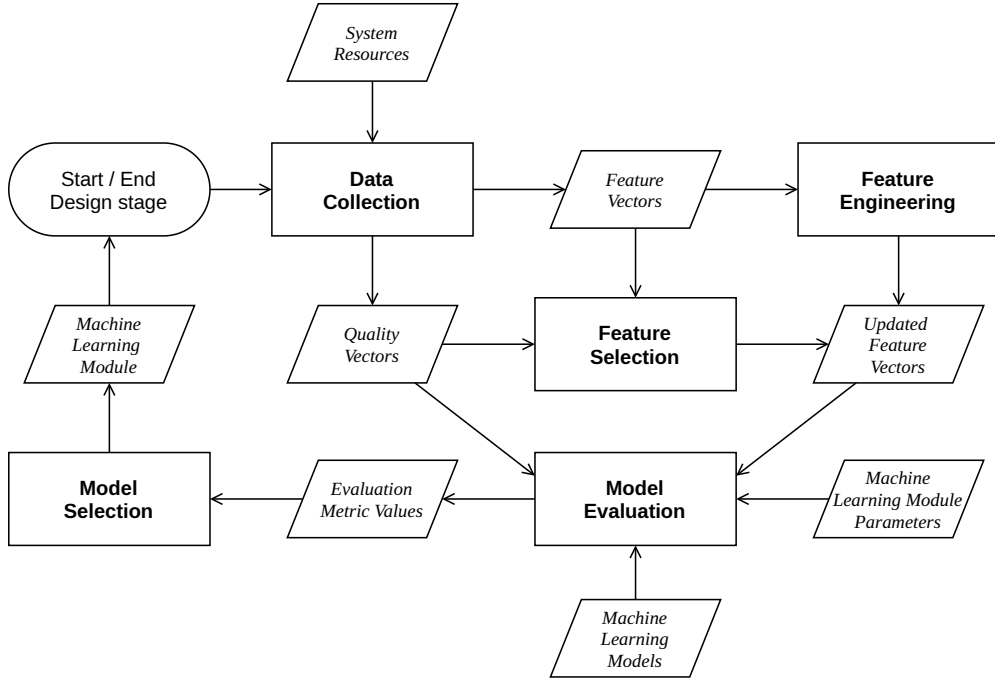 System
Resources
Start / End
Design stage
Data
Collection
Feature
Vectors
Feature
Engineering
Machine
Learning
Module
Quality
Vectors
Feature
Selection
Updated
Feature
Vectors
Model
Selection
Evaluation
Metric Values
Model
Evaluation
Machine
Learning Module
Parameters
Machine
Learning
Models